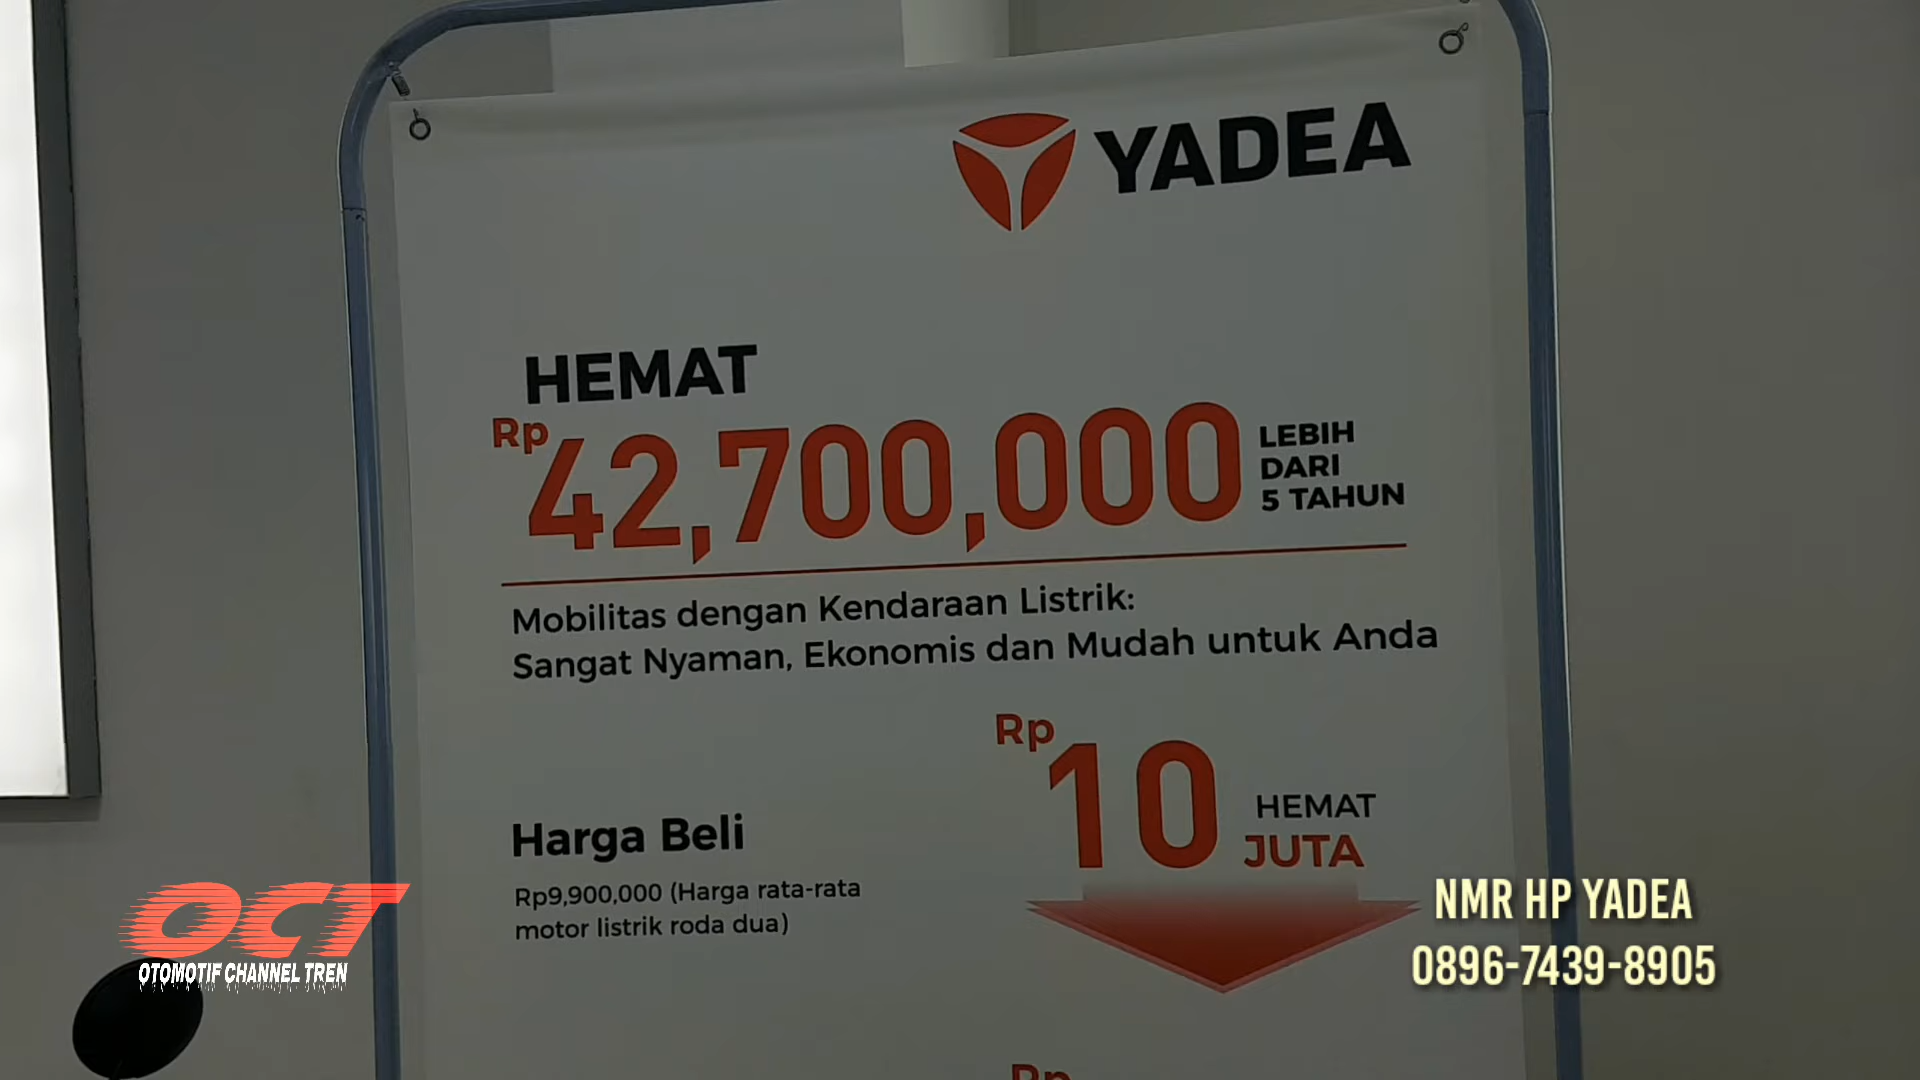 YADEA
HEMAT
Rp 42,700,000
LEBIH
DARI
5 TAHUN
Mobilitas dengan Kendaraan Listrik:
Sangat Nyaman, Ekonomis dan Mudah untuk Anda
Rp 10
HEMAT
JUTA
Harga Beli
Rp9,900,000 (Harga rata-rata
motor listrik roda dua)
Rp
OCT
OTOMOTIF CHANNEL TREN
NMR HP YADEA
0896-7439-8905